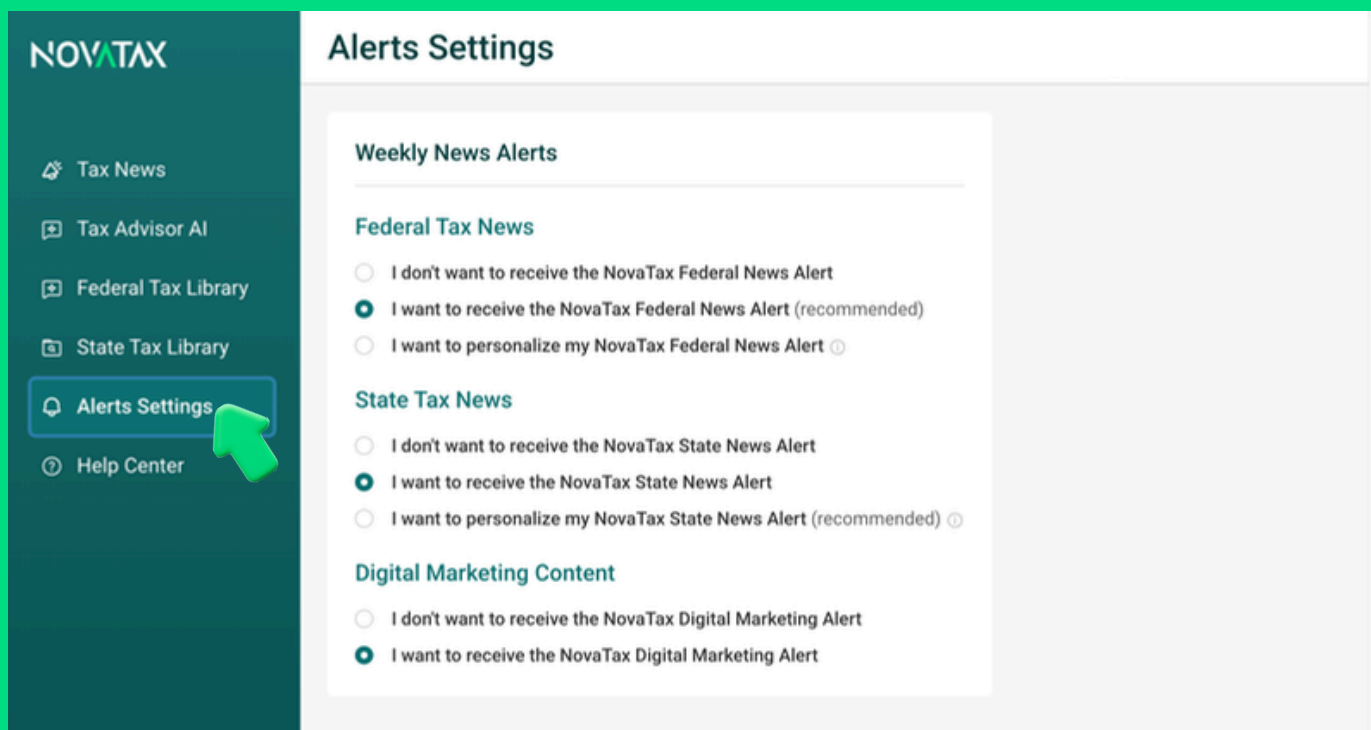 NOVATAX
Tax News
Tax Advisor AI
Federal Tax Library
State Tax Library
Alerts Settings
Help Center
Alerts Settings
Weekly News Alerts
Federal Tax News
I don't want to receive the NovaTax Federal News Alert
I want to receive the NovaTax Federal News Alert (recommended)
I want to personalize my NovaTax Federal News Alert
State Tax News
I don't want to receive the NovaTax State News Alert
I want to receive the NovaTax State News Alert
I want to personalize my NovaTax State News Alert (recommended)
Digital Marketing Content
I don't want to receive the NovaTax Digital Marketing Alert
I want to receive the NovaTax Digital Marketing Alert